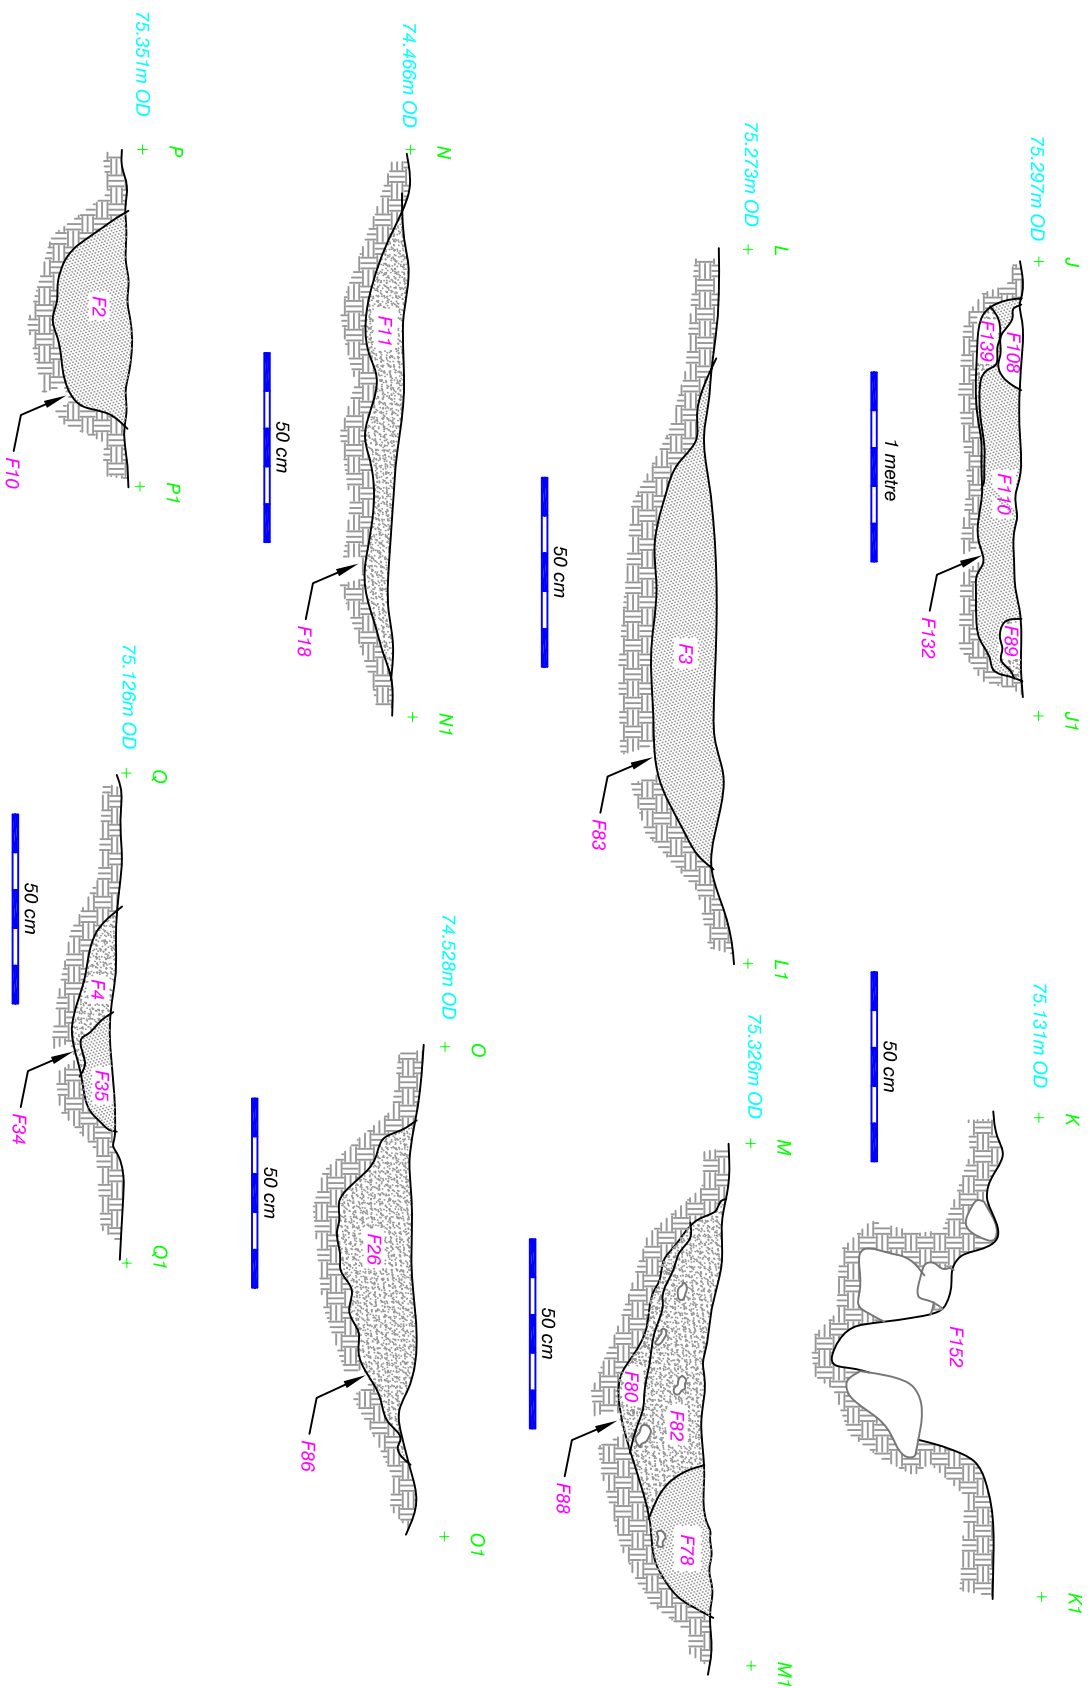 J
J1
75.297m OD
F108
F139
F110
F89
F132
1 metre
K
K1
75.131m OD
F152
50 cm
L
L1
75.273m OD
F3
F83
50 cm
M
M1
75.326m OD
F80
F82
F78
F88
50 cm
N
N1
74.466m OD
F11
F18
50 cm
O
O1
74.528m OD
F26
F86
50 cm
P
P1
75.351m OD
F2
F10
Q
Q1
75.126m OD
F4
F35
F34
50 cm